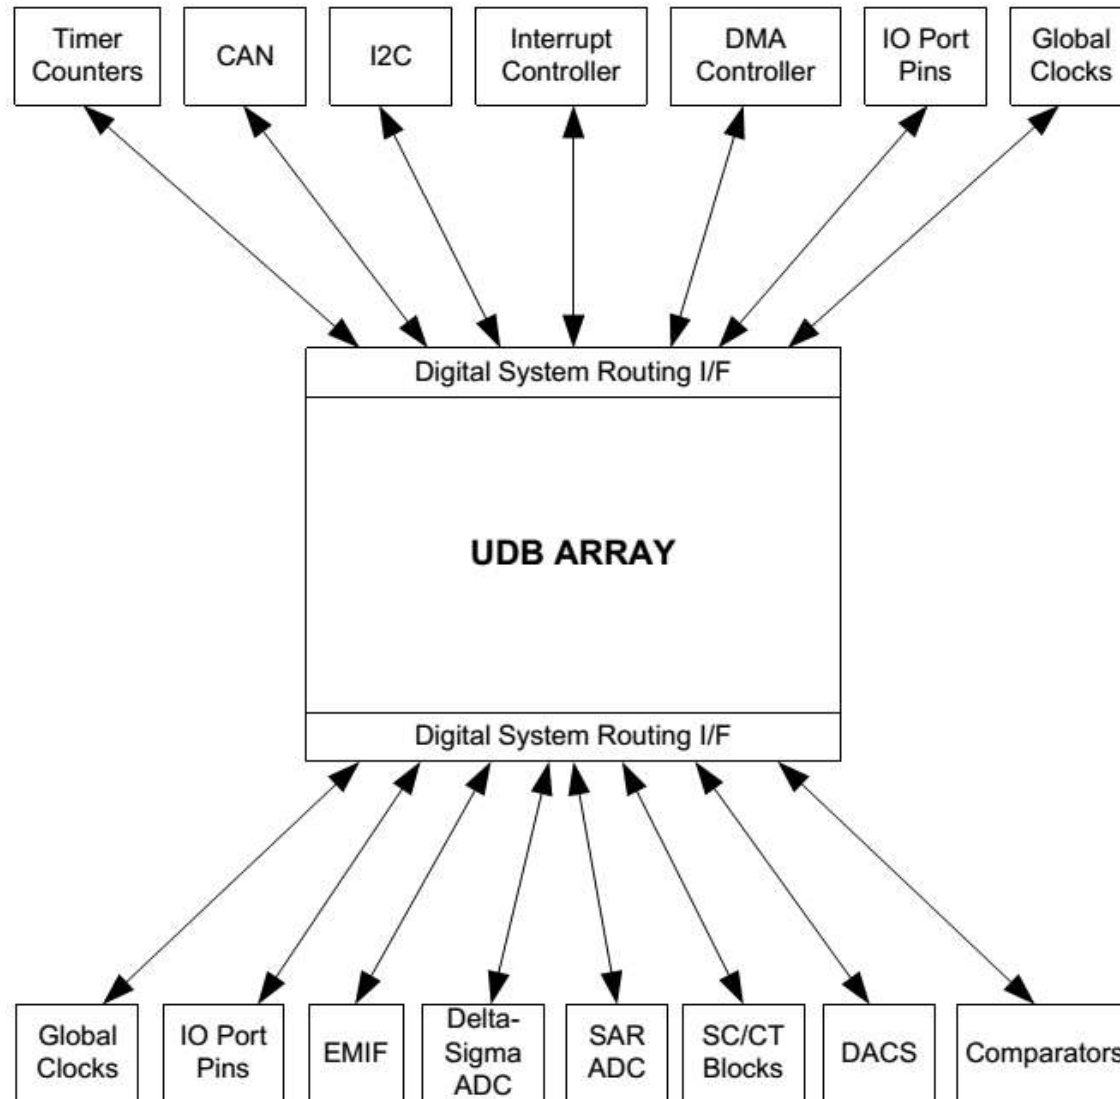 Timer
Counters
CAN
I2C
Interrupt
Controller
DMA
Controller
IO Port
Pins
Global
Clocks
Digital System Routing I/F
UDB ARRAY
Digital System Routing I/F
Global
Clocks
IO Port
Pins
EMIF
Delta-
Sigma
ADC
SAR
ADC
SC/CT
Blocks
DACS
Comparators